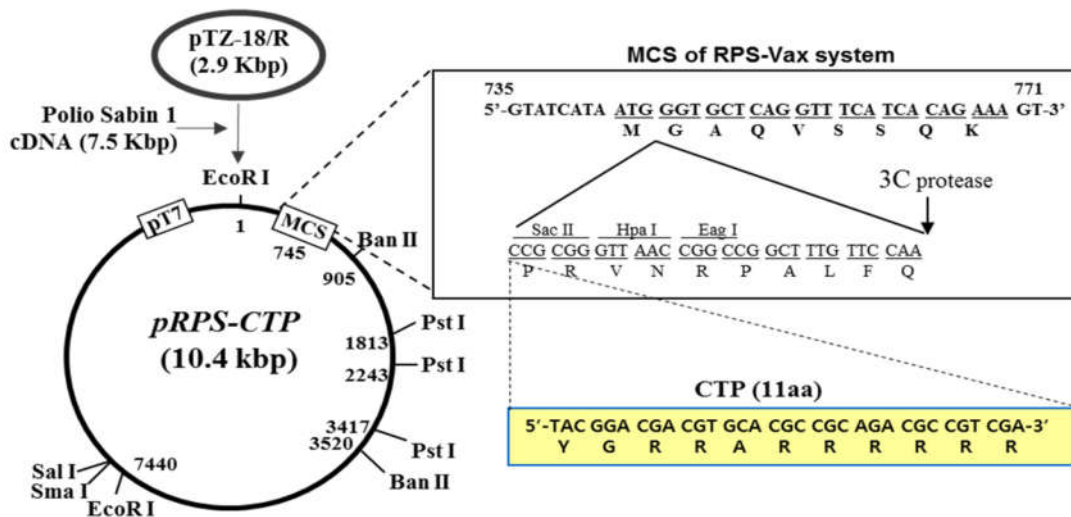 pTZ-18/R
(2.9 Kbp)
Polio Sabin 1
cDNA (7.5 Kbp)
EcoR I
pT7
1
MCS
745
Ban II
905
pRPS-CTP
(10.4 kbp)
1813
Pst I
2243
Pst I
3417
3520
Pst I
Ban II
7440
Sal I
Sma I
EcoR I
MCS of RPS-Vax system
735 771
5’-GTATCATA ATG GGT GCT CAG GTT TCA TCA CAG AAA GT-3’
M G A Q V S S Q K
3C protease
Sac II Hpa I Eag I
CCG CGG GTT AAC CGG CCG GCT TTG TTC CAA
P R V N R P A L F Q
CTP (11aa)
5’-TAC GGA CGA CGT GCA CGC CGC AGA CGC CGT CGA-3’
Y G R R A R R R R R R